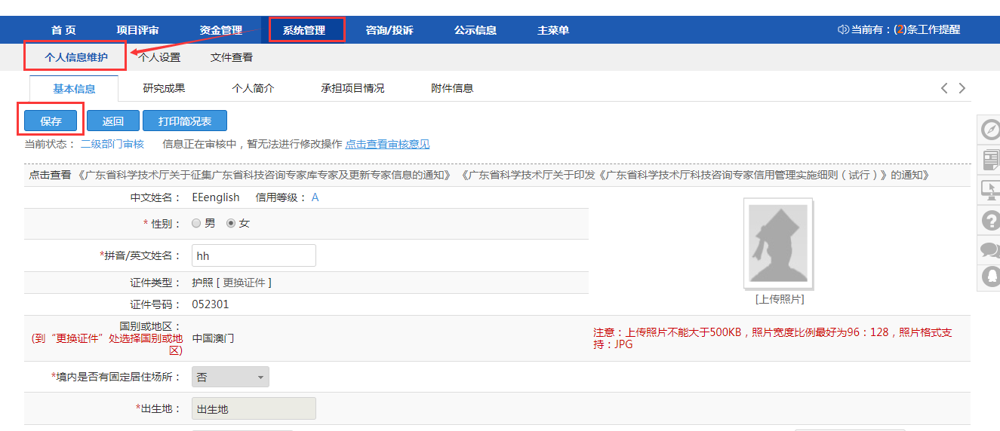 首 页 项目评审 资金管理 系统管理 咨询/投诉 公示信息 主菜单 当前有：(2)条工作提醒
个人信息维护 个人设置 文件查看
基本信息 研究成果 个人简介 承担项目情况 附件信息
保存 返回 打印简况表
当前状态： 二级部门审核 信息正在审核中，暂无法进行修改操作 点击查看审核意见
点击查看 《广东省科学技术厅关于征集广东省科技咨询专家库专家及更新专家信息的通知》 《广东省科学技术厅关于印发《广东省科学技术厅科技咨询专家信用管理实施细则（试行）》的通知》
中文姓名： EEenglish 信用等级： A
* 性别： 男 女
*拼音/英文姓名： hh
证件类型： 护照 [ 更换证件 ]
证件号码： 052301
[上传照片]
国别或地区：
(到“更换证件”处选择国别或地
区)
中国澳门
注意：上传照片不能大于500KB，照片宽度比例最好为96：128，照片格式支
持：JPG
*境内是否有固定居住场所： 否
*出生地： 出生地